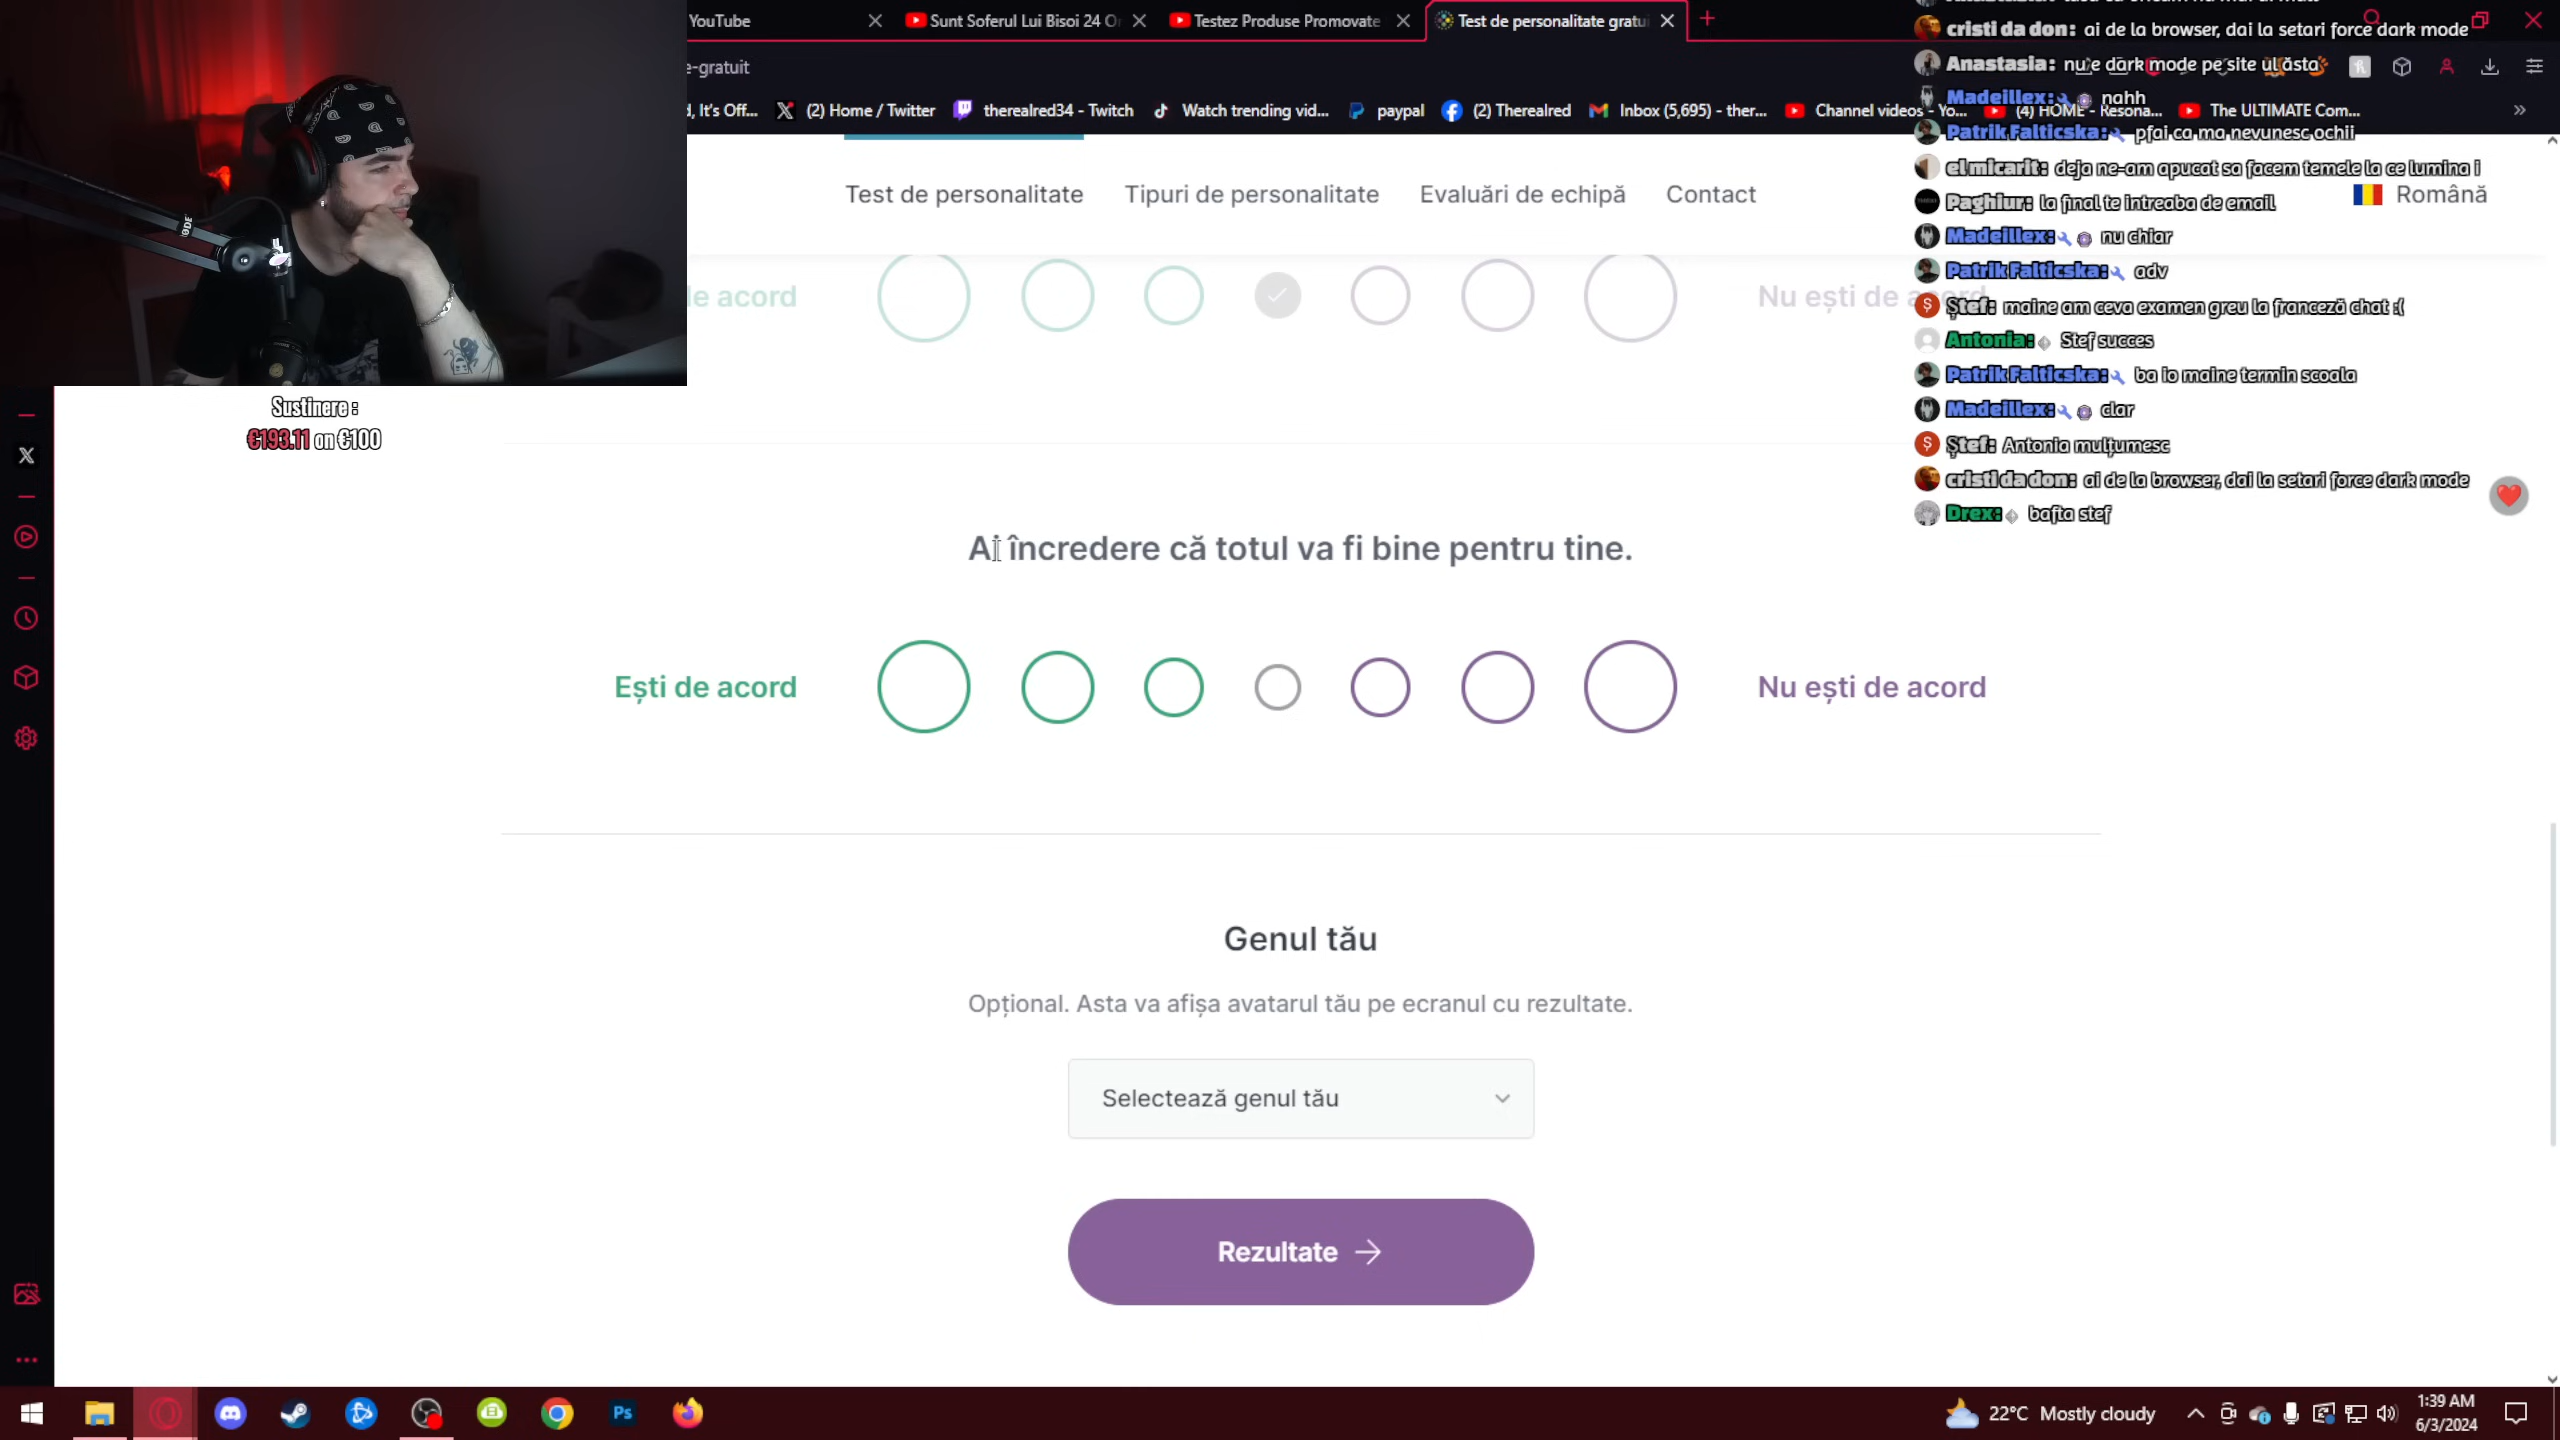 YouTube
Sunt Soferul Lui Bisoi 24 O
Testez Produse Promovate
Test de personalitate gratui
e-gratuit
d, It's Off...
(2) Home / Twitter
therealred34 - Twitch
Watch trending vid...
paypal
(2) Therealred
Inbox (5,695) - ther...
Channel videos - Yo...
(4) HOME - Resona...
The ULTIMATE Com...
cristi da don: ai de la browser, dai la setari force dark mode
Anastasia: nu e dark mode pe site ul ăsta
Madeillex: nahh
Patrik Falticska: pfai ca ma nevunesc ochii
el micarit: deja ne-am apucat sa facem temele la ce lumina i
Paghiur: la final te intreaba de email
Madeillex: nu chiar
Patrik Falticska: adv
Ștef: maine am ceva examen greu la franceză chat :(
Antonia: Stef succes
Patrik Falticska: ba io maine termin scoala
Madeillex: clar
Ștef: Antonia mulțumesc
cristi da don: ai de la browser, dai la setari force dark mode
Drex: bafta stef
Test de personalitate
Tipuri de personalitate
Evaluări de echipă
Contact
Română
de acord
Nu ești de acord
Sustinere :
€193.11 on €100
Ai încredere că totul va fi bine pentru tine.
Ești de acord
Nu ești de acord
Genul tău
Opțional. Asta va afișa avatarul tău pe ecranul cu rezultate.
Selectează genul tău
Rezultate
Ps
22°C Mostly cloudy
1:39 AM
6/3/2024